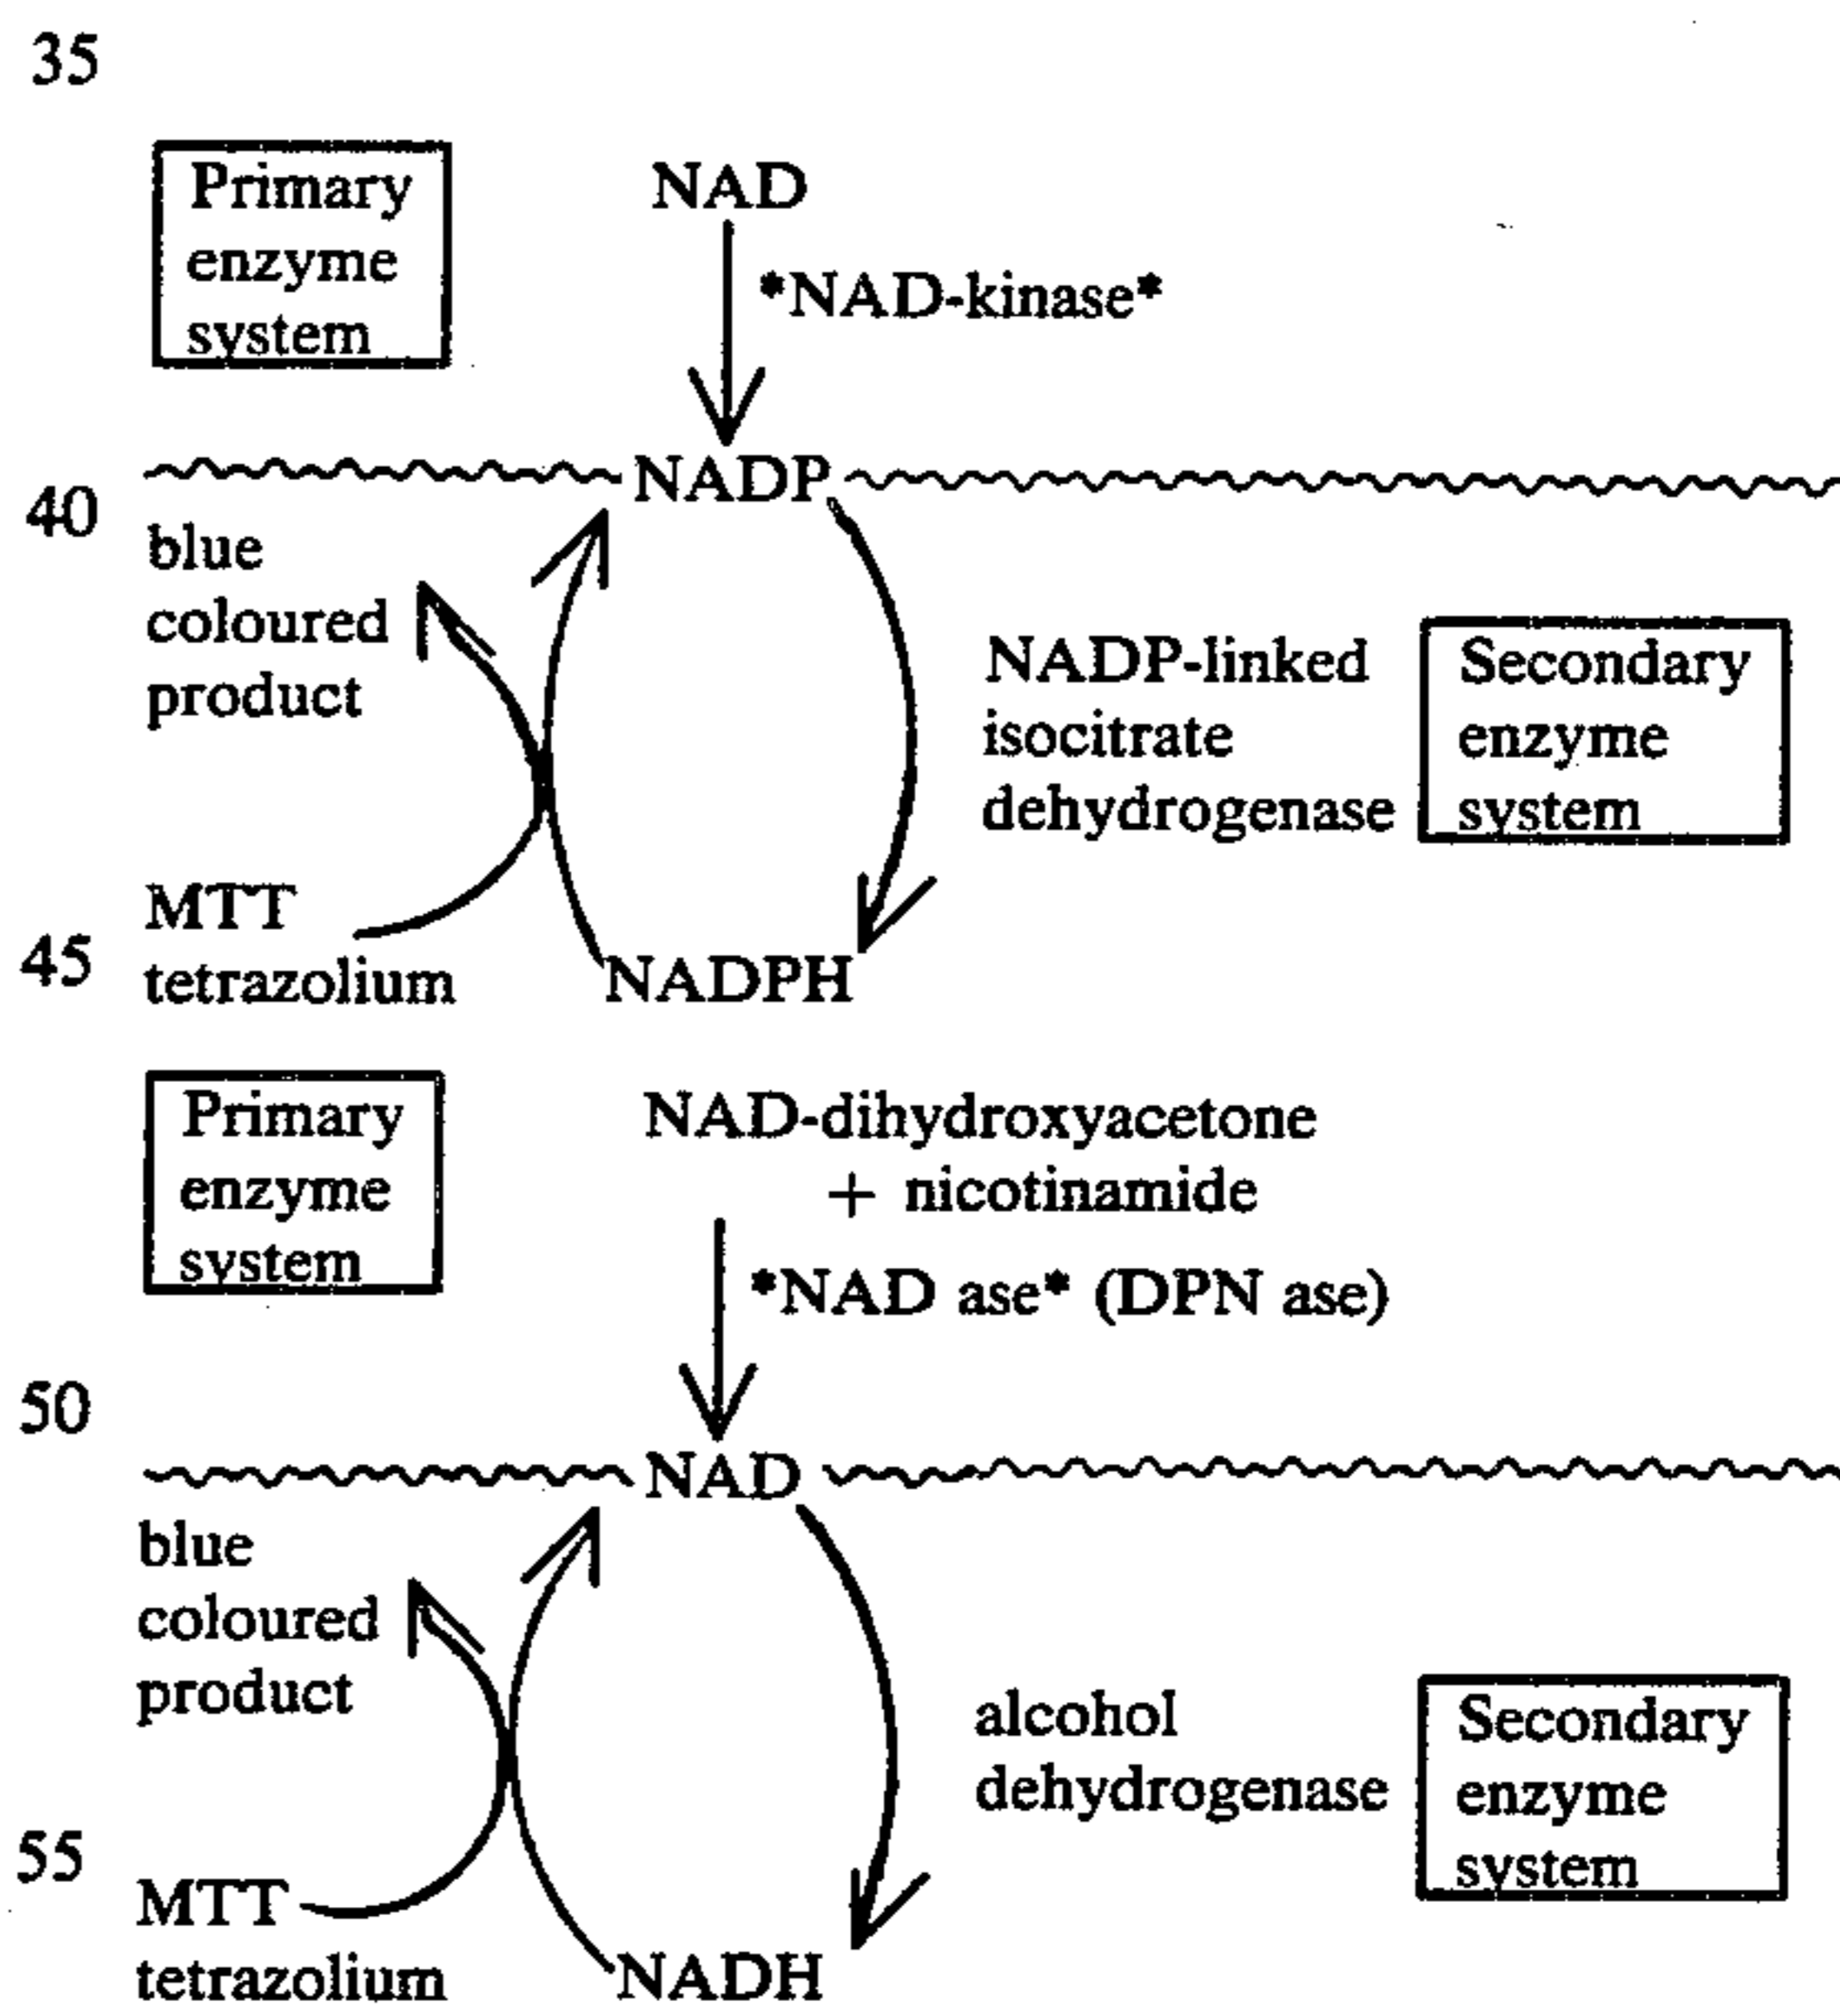 35
Primary
enzyme
system
NAD
*NAD-kinase*
NADP
40
blue
coloured
product
NADP-linked
isocitrate
dehydrogenase
Secondary
enzyme
system
MTT
tetrazolium
45
NADPH
Primary
enzyme
system
NAD-dihydroxyacetone
+ nicotinamide
*NAD ase* (DPN ase)
50
NAD
blue
coloured
product
alcohol
dehydrogenase
Secondary
enzyme
system
55
MTT
tetrazolium
NADH